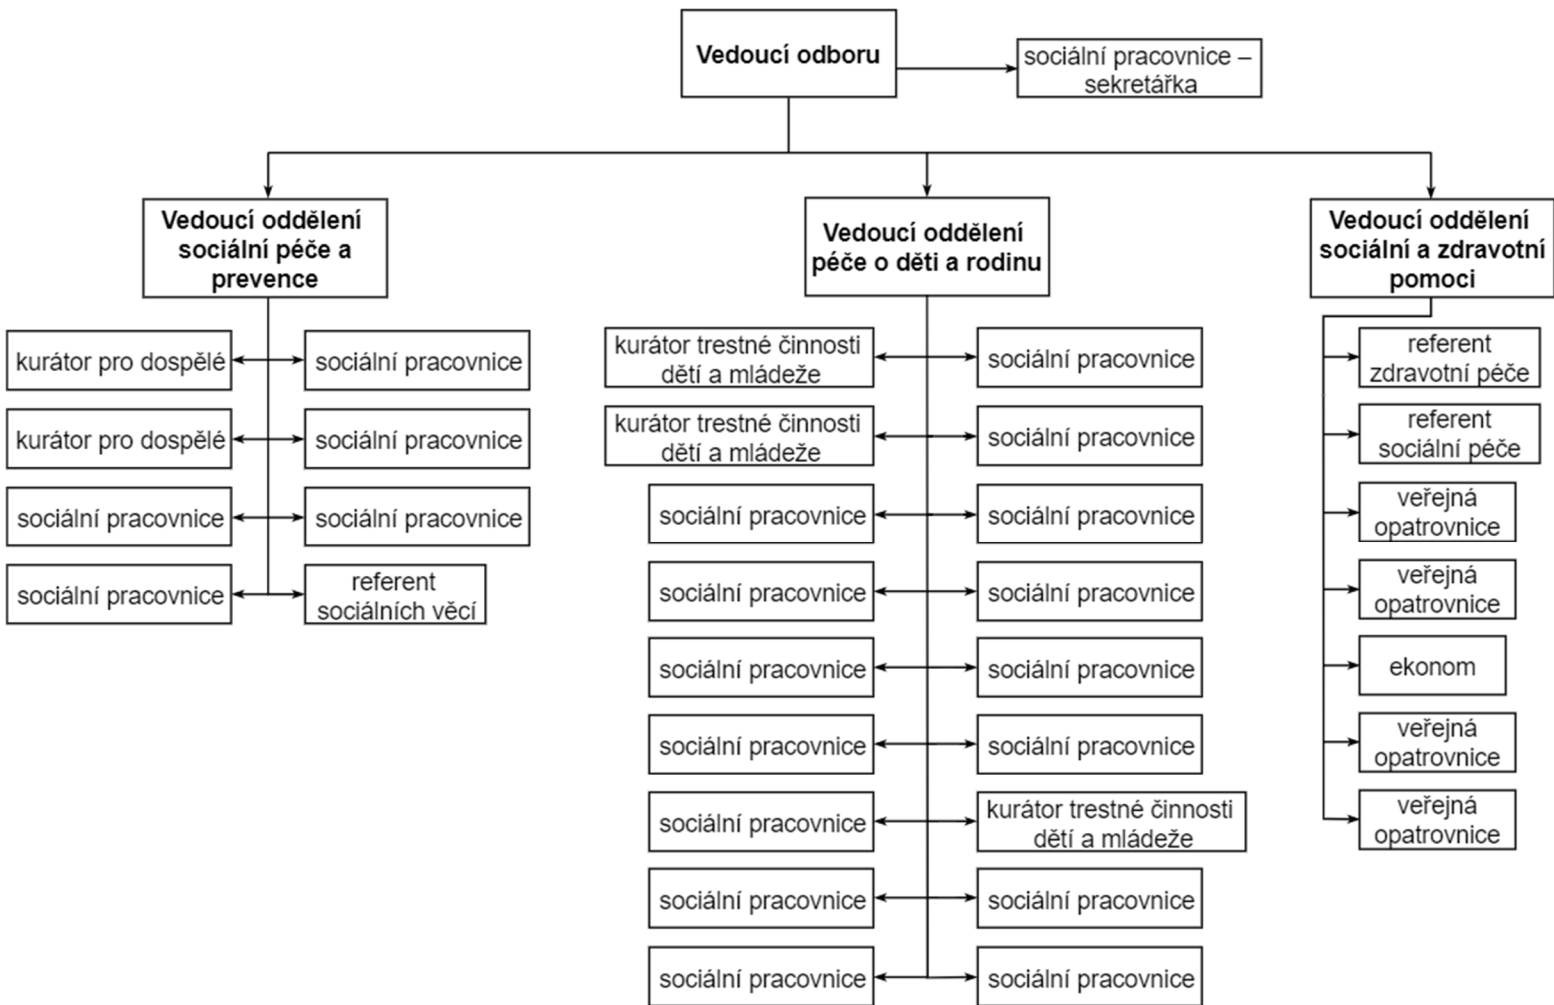 Vedoucí odboru
sociální pracovnice –
sekretářka
Vedoucí oddělení
sociální péče a
prevence
kurátor pro dospělé
sociální pracovnice
kurátor pro dospělé
sociální pracovnice
sociální pracovnice
sociální pracovnice
sociální pracovnice
referent
sociálních věcí
Vedoucí oddělení
péče o děti a rodinu
kurátor trestné činnosti
dětí a mládeže
sociální pracovnice
kurátor trestné činnosti
dětí a mládeže
sociální pracovnice
sociální pracovnice
sociální pracovnice
sociální pracovnice
sociální pracovnice
sociální pracovnice
sociální pracovnice
sociální pracovnice
sociální pracovnice
sociální pracovnice
kurátor trestné činnosti
dětí a mládeže
sociální pracovnice
sociální pracovnice
sociální pracovnice
sociální pracovnice
Vedoucí oddělení
sociální a zdravotní
pomoci
referent
zdravotní péče
referent
sociální péče
veřejná
opatrovnice
veřejná
opatrovnice
ekonom
veřejná
opatrovnice
veřejná
opatrovnice